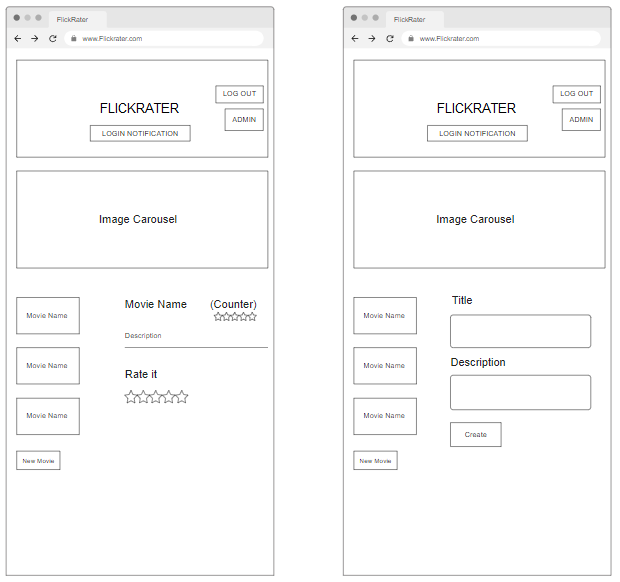 FlickRater
www.Flickrater.com
LOG OUT
FLICKRATER
ADMIN
LOGIN NOTIFICATION
Image Carousel
Movie Name
Movie Name
Movie Name
New Movie
Movie Name (Counter)
Description
Rate it
FlickRater
www.Flickrater.com
LOG OUT
FLICKRATER
ADMIN
LOGIN NOTIFICATION
Image Carousel
Movie Name
Movie Name
Movie Name
New Movie
Title
Description
Create